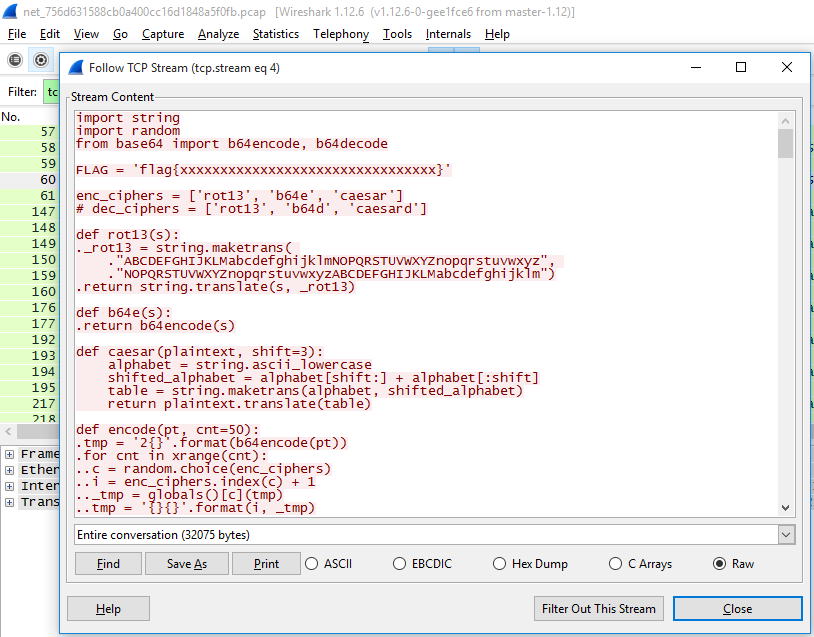 net_756d631588cb0a400cc16d1848a5f0fb.pcap [Wireshark 1.12.6 (v1.12.6-0-gee1fce6 from master-1.12)]
File Edit View Go Capture Analyze Statistics Telephony Tools Internals Help
Follow TCP Stream (tcp.stream eq 4)
Filter: tc
Stream Content
No.
57
58
59
60
61
147
148
149
150
159
160
176
177
192
193
194
195
217
218
import string
import random
from base64 import b64encode, b64decode
FLAG = 'flag{xxxxxxxxxxxxxxxxxxxxxxxxxxxxxxxx}'
enc_ciphers = ['rot13', 'b64e', 'caesar']
# dec_ciphers = ['rot13', 'b64d', 'caesard']
def rot13(s):
._rot13 = string.maketrans(
."ABCDEFGHIJKLMabcdefghijklmNOPQRSTUVWXYZnopqrstuvwxyz",
."NOPQRSTUVWXYZnopqrstuvwxyzABCDEFGHIJKLMabcdefghijklm")
.return string.translate(s, _rot13)
def b64e(s):
.return b64encode(s)
def caesar(plaintext, shift=3):
alphabet = string.ascii_lowercase
shifted_alphabet = alphabet[shift:] + alphabet[:shift]
table = string.maketrans(alphabet, shifted_alphabet)
return plaintext.translate(table)
def encode(pt, cnt=50):
.tmp = '2{}'.format(b64encode(pt))
.for cnt in xrange(cnt):
..c = random.choice(enc_ciphers)
..i = enc_ciphers.index(c) + 1
.._tmp = globals()[c](tmp)
..tmp = '{}{}'.format(i, _tmp)
Frame
Ether
Inter
Trans
Entire conversation (32075 bytes)
Find Save As Print ASCII EBCDIC Hex Dump C Arrays Raw
Help Filter Out This Stream Close